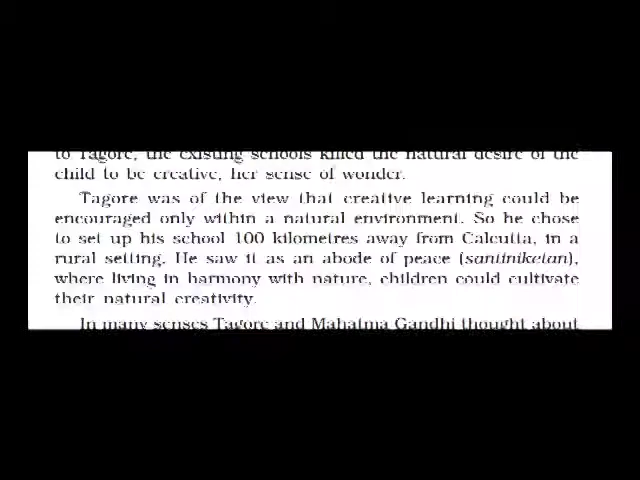 to Tagore, the existing schools killed the natural desire of the
child to be creative, her sense of wonder.
Tagore was of the view that creative learning could be
encouraged only within a natural environment. So he chose
to set up his school 100 kilometres away from Calcutta, in a
rural setting. He saw it as an abode of peace (santiniketan),
where living in harmony with nature, children could cultivate
their natural creativity.
In many senses Tagore and Mahatma Gandhi thought about